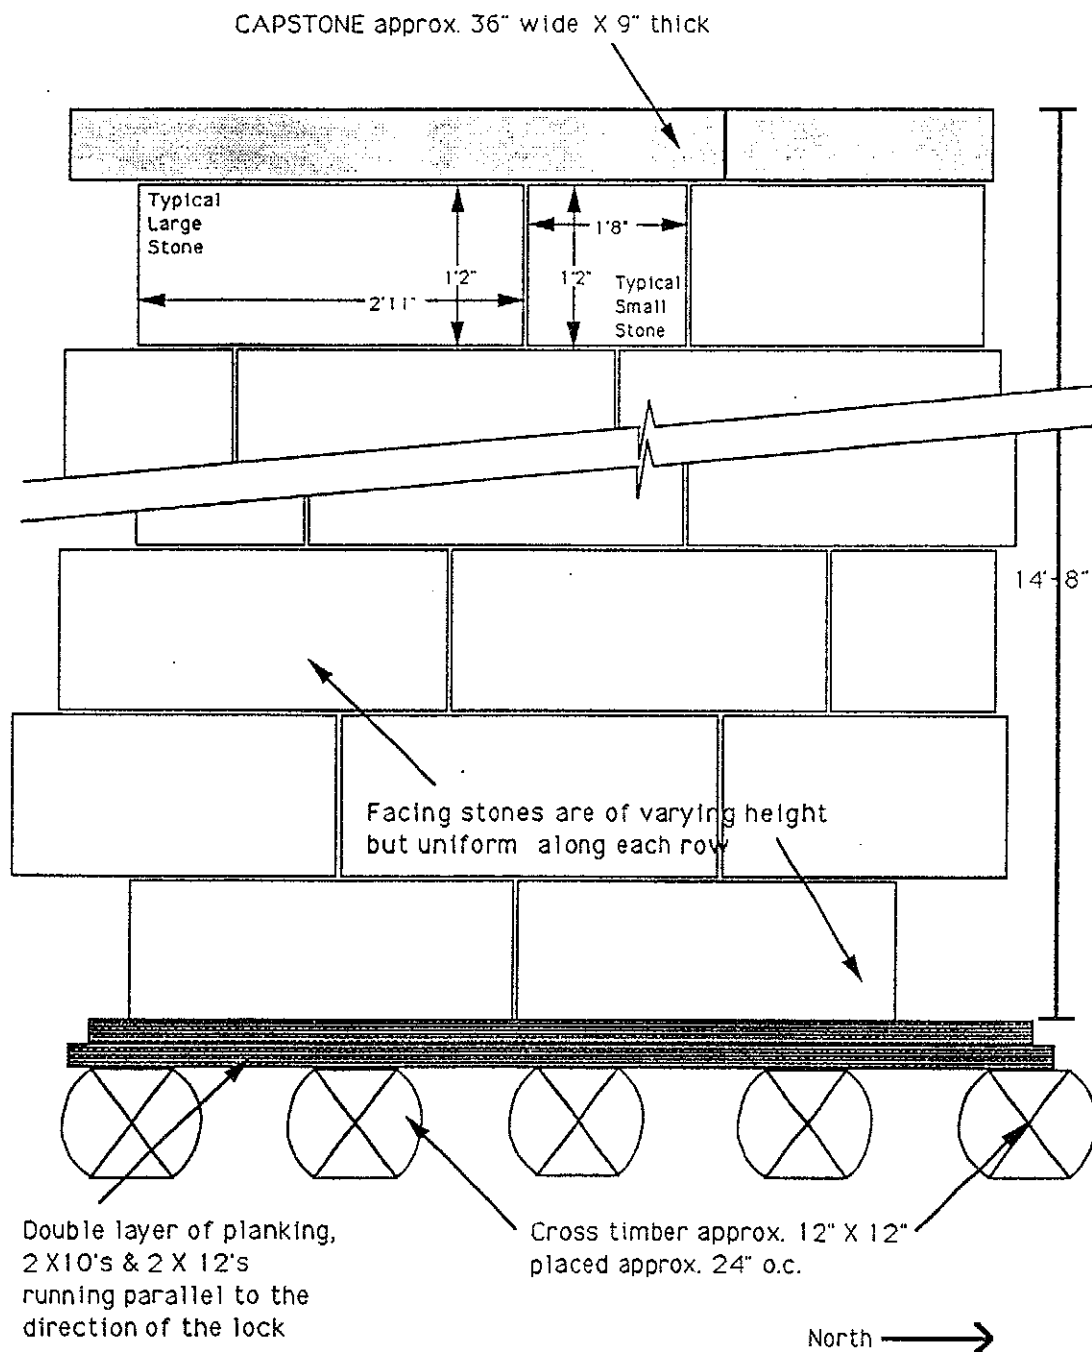 CAPSTONE approx. 36" wide X 9" thick
Typical
Large
Stone
1'8"
1'2"
1'2"
2'11"
Typical
Small
Stone
14'-8"
Facing stones are of varying height
but uniform along each row
Double layer of planking,
2 X10's & 2 X 12's
running parallel to the
direction of the lock
Cross timber approx. 12" X 12"
placed approx. 24" o.c.
North